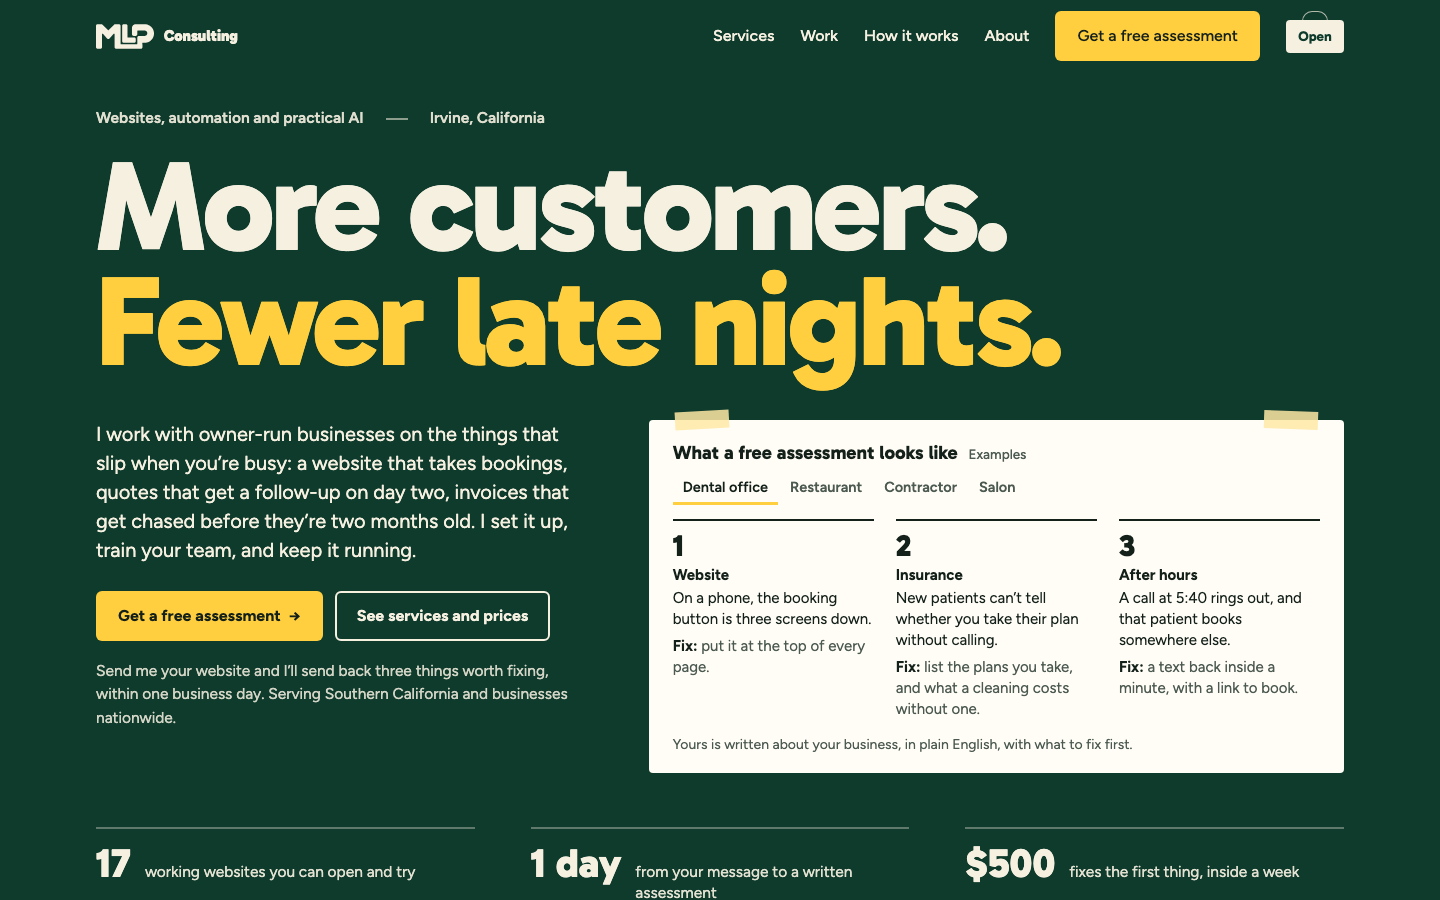 MLP Consulting
Services
Work
How it works
About
Get a free assessment
Open
Websites, automation and practical AI — Irvine, California
More customers.
Fewer late nights.
I work with owner-run businesses on the things that
slip when you’re busy: a website that takes bookings,
quotes that get a follow-up on day two, invoices that
get chased before they’re two months old. I set it up,
train your team, and keep it running.
Get a free assessment →
See services and prices
Send me your website and I’ll send back three things worth fixing,
within one business day. Serving Southern California and businesses
nationwide.
What a free assessment looks like Examples
Dental office
Restaurant
Contractor
Salon
1
Website
On a phone, the booking
button is three screens down.
Fix: put it at the top of every
page.
2
Insurance
New patients can’t tell
whether you take their plan
without calling.
Fix: list the plans you take,
and what a cleaning costs
without one.
3
After hours
A call at 5:40 rings out, and
that patient books
somewhere else.
Fix: a text back inside a
minute, with a link to book.
Yours is written about your business, in plain English, with what to fix first.
17 working websites you can open and try
1 day from your message to a written
assessment
$500 fixes the first thing, inside a week